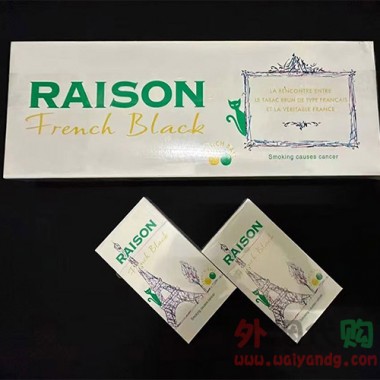 RAISON
French Black
LA RENCONTRE ENTRE
LE TABAC BRUN DE TYPE FRANÇAIS
ET LA VÉRITABLE FRANCE
Smoking causes cancer
RAISON
French Black
RAISON
French Black
外 购
www.waiyandg.com